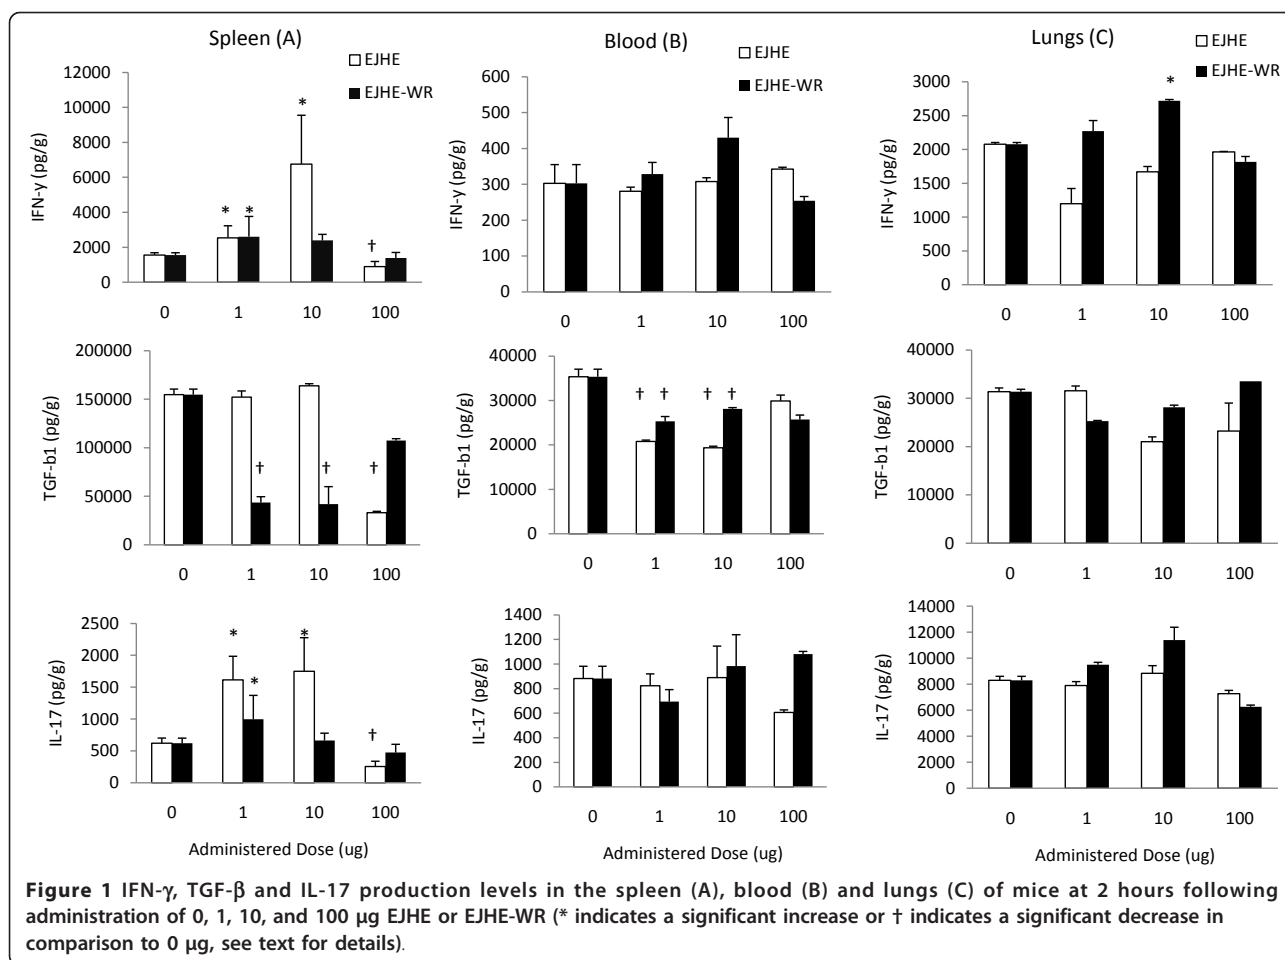 Spleen (A)
EJHE
EJHE-WR
12000
10000
8000
6000
4000
2000
0
IFN-y (pg/g)
*
*
*
†
0 1 10 100
Blood (B)
EJHE
EJHE-WR
600
500
400
300
200
100
0
IFN-y (pg/g)
0 1 10 100
Lungs (C)
EJHE
EJHE-WR
3000
2500
2000
1500
1000
500
0
IFN-y (pg/g)
*
0 1 10 100
200000
150000
100000
50000
0
TGF-b1 (pg/g)
† † †
0 1 10 100
40000
30000
20000
10000
0
TGF-b1 (pg/g)
† † † †
0 1 10 100
40000
30000
20000
10000
0
TGF-b1 (pg/g)
0 1 10 100
2500
2000
1500
1000
500
0
IL-17 (pg/g)
* *
*
†
0 1 10 100
Administered Dose (ug)
1400
1200
1000
800
600
400
200
0
IL-17 (pg/g)
0 1 10 100
Administered Dose (ug)
14000
12000
10000
8000
6000
4000
2000
0
IL-17 (pg/g)
0 1 10 100
Administered Dose (ug)
Figure 1 IFN-γ, TGF-β and IL-17 production levels in the spleen (A), blood (B) and lungs (C) of mice at 2 hours following
administration of 0, 1, 10, and 100 μg EJHE or EJHE-WR (* indicates a significant increase or † indicates a significant decrease in
comparison to 0 μg, see text for details).